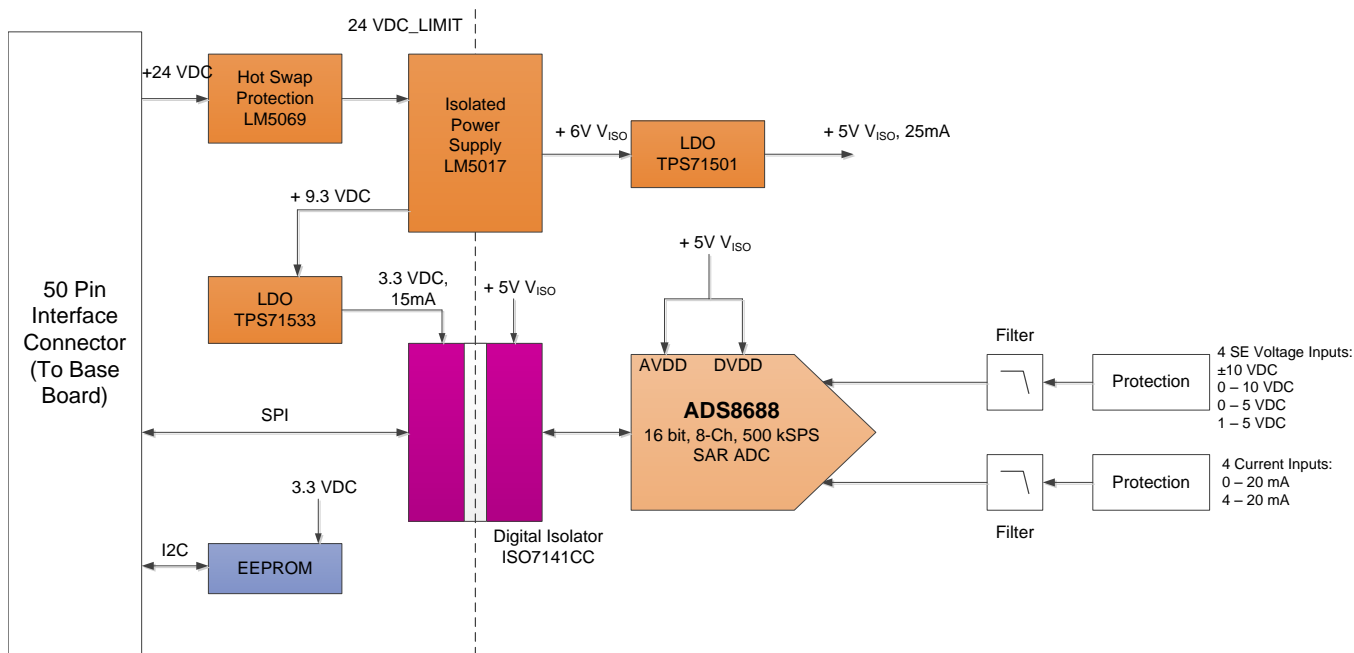 24 VDC_LIMIT
+24 VDC
Hot Swap
Protection
LM5069
Isolated
Power
Supply
LM5017
+ 6V VISO
LDO
TPS71501
+ 5V VISO, 25mA
+ 9.3 VDC
50 Pin
Interface
Connector
(To Base
Board)
LDO
TPS71533
3.3 VDC,
15mA
+ 5V VISO
+ 5V VISO
AVDD
DVDD
ADS8688
16 bit, 8-Ch, 500 kSPS
SAR ADC
Filter
Protection
4 SE Voltage Inputs:
±10 VDC
0 – 10 VDC
0 – 5 VDC
1 – 5 VDC
SPI
Filter
Protection
4 Current Inputs:
0 – 20 mA
4 – 20 mA
3.3 VDC
Digital Isolator
ISO7141CC
I2C
EEPROM